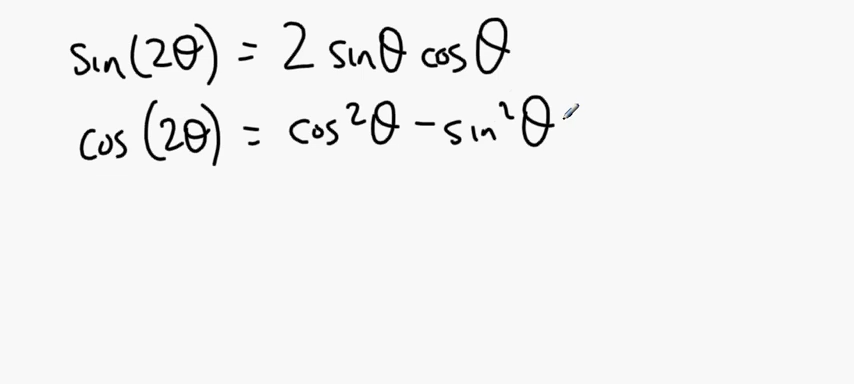 sin(2θ) = 2 sinθ cosθ
cos(2θ) = cos²θ - sin²θ